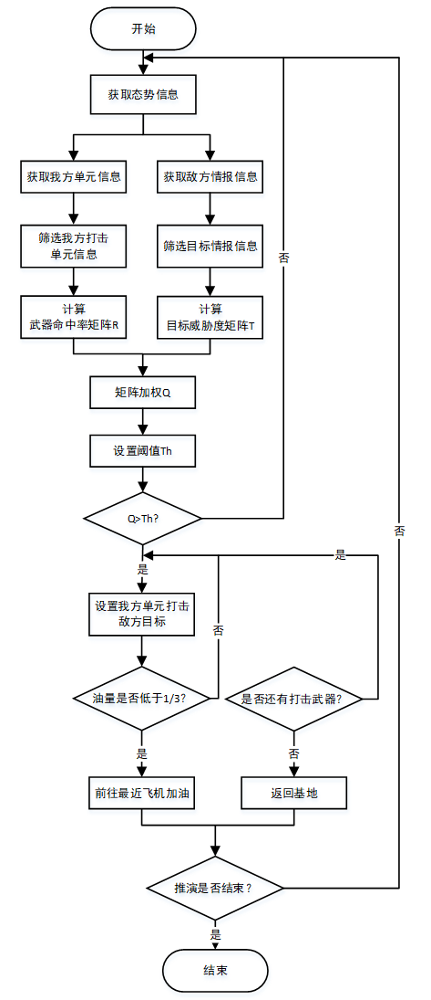 开始
获取态势信息
获取我方单元信息
获取敌方情报信息
筛选我方打击
单元信息
筛选目标情报信息
否
计算
武器命中率矩阵R
计算
目标威胁度矩阵T
矩阵加权Q
设置阈值Th
Q>Th?
否
是
是
设置我方单元打击
敌方目标
否
油量是否低于1/3?
是否还有打击武器?
是
否
前往最近飞机加油
返回基地
推演是否结束?
是
结束